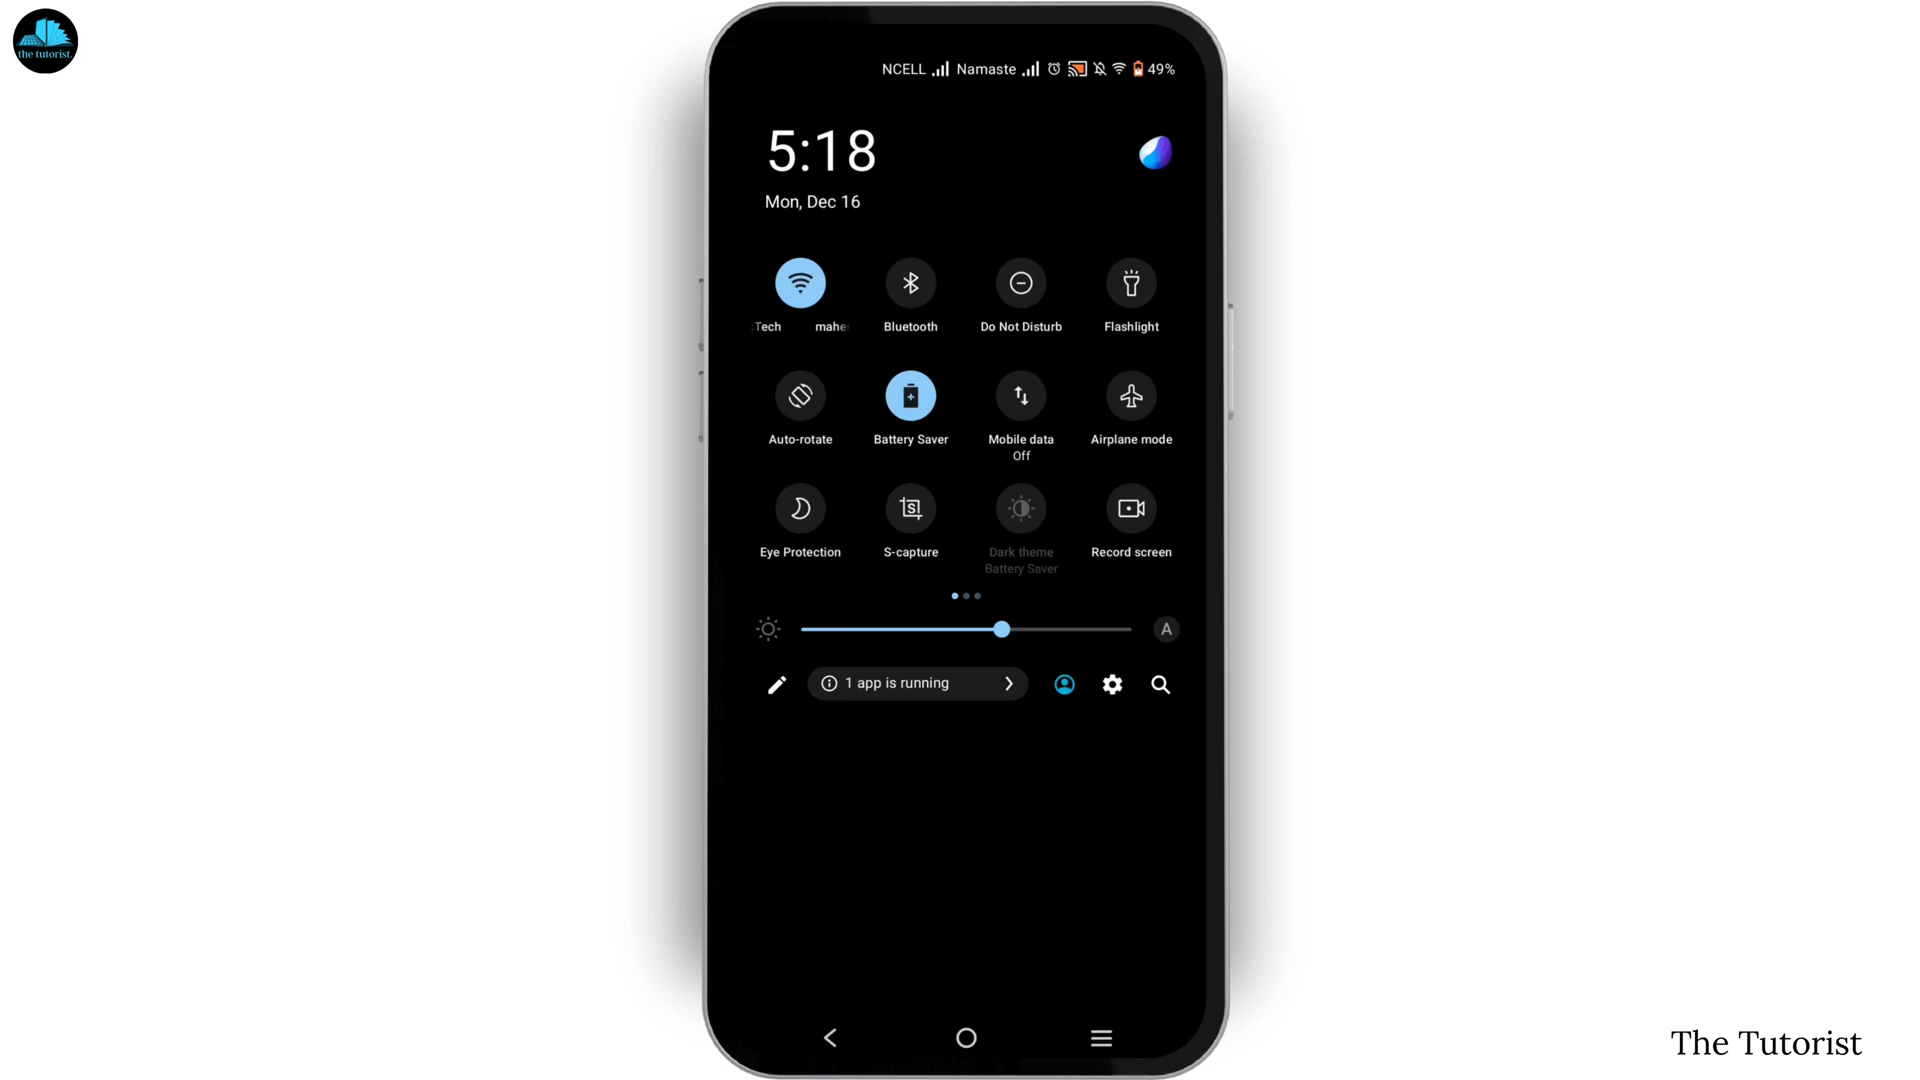 the tutorist.
NCELL Namaste 49%
5:18
Mon, Dec 16
Tech mahe
Bluetooth
Do Not Disturb
Flashlight
Auto-rotate
Battery Saver
Mobile data
Off
Airplane mode
Eye Protection
S-capture
Dark theme
Battery Saver
Record screen
A
1 app is running
The Tutorist